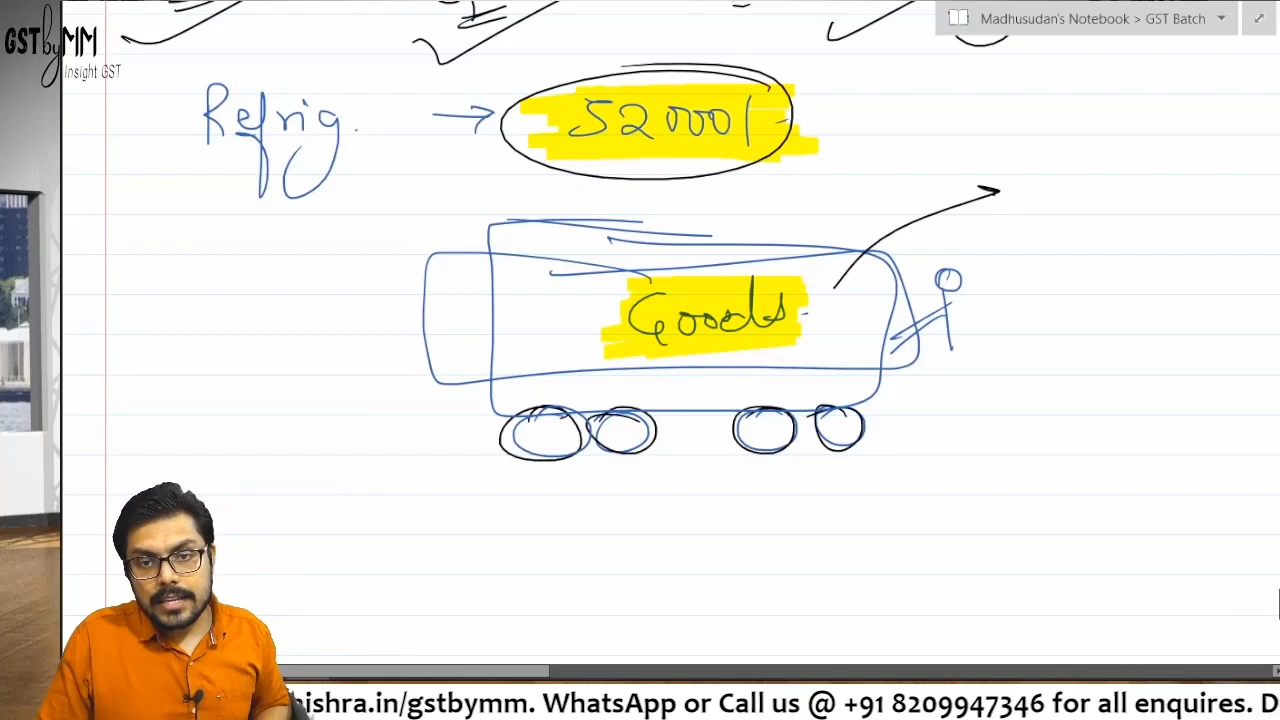 Madhusudan's Notebook > GST Batch
GST by MM
Insight GST
Refrig. → 52000/-
Goods
hishra.in/gstbymm. WhatsApp or Call us @ +91 8209947346 for all enquires. D